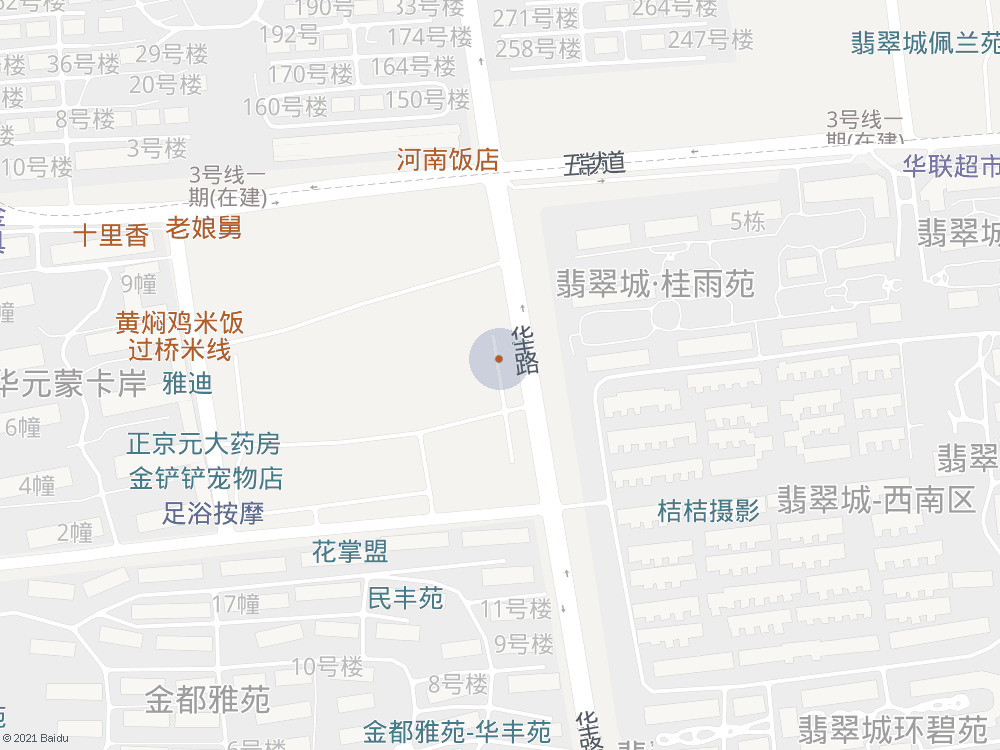 190号
33号楼
264号楼
271号楼
192号
174号楼
258号楼
247号楼
翡翠城佩兰苑
29号楼
36号楼
170号楼
164号楼
20号楼
160号楼
150号楼
8号楼
3号线一
期(在建)
3号楼
10号楼
河南饭店
华联超市
3号线一
期(在建)
十里香
老娘舅
5栋
翡翠城
9幢
翡翠城·桂雨苑
黄焖鸡米饭
过桥米线
华圭路
华元蒙卡岸
雅迪
6幢
正京元大药房
翡翠
4幢
金铲铲宠物店
足浴按摩
桔桔摄影
翡翠城-西南区
2幢
花掌盟
17幢
民丰苑
11号楼
9号楼
10号楼
8号楼
金都雅苑
金都雅苑-华丰苑
华圭路
翡翠城环碧苑
6号楼
© 2021 Baidu